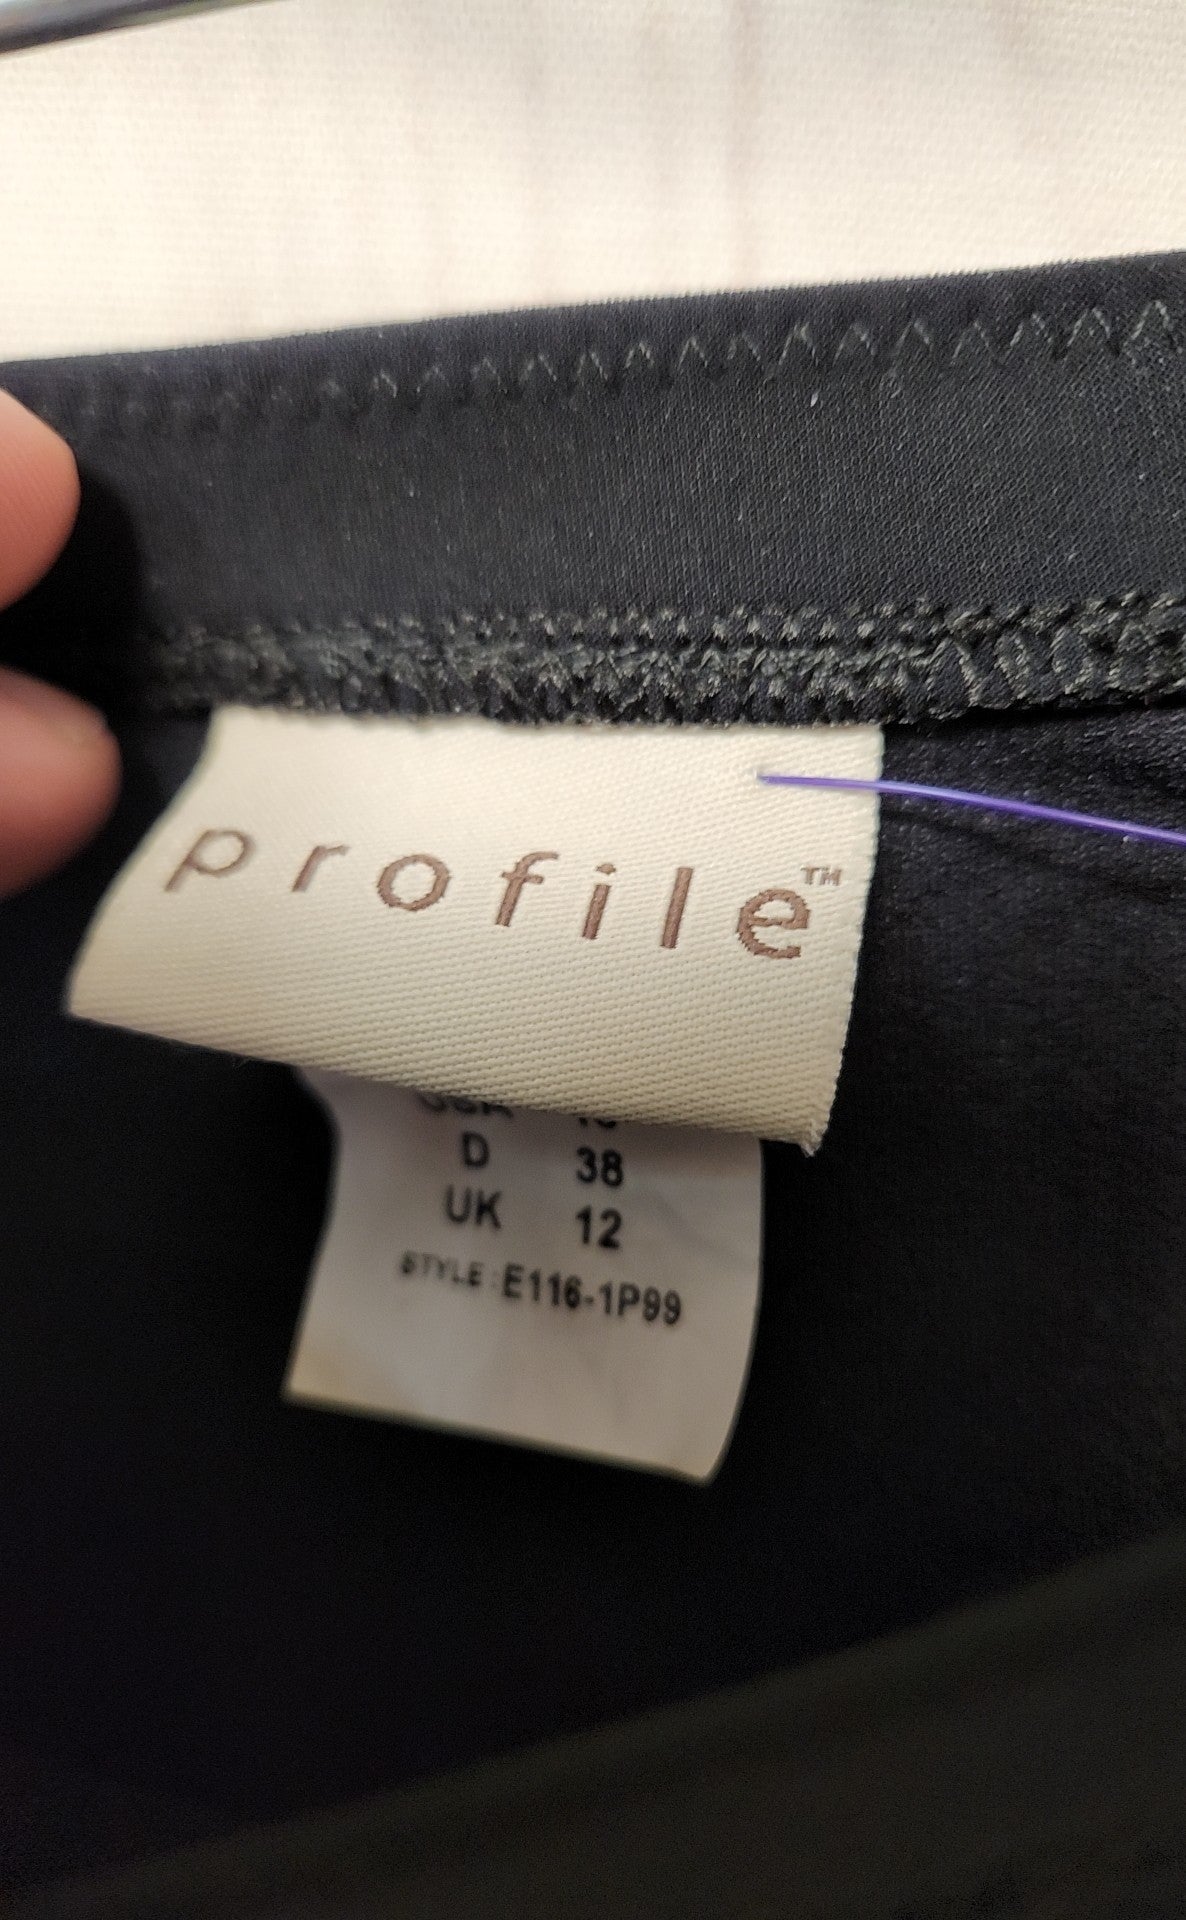 profile™
D 38
UK 12
STYLE : E116-1P99